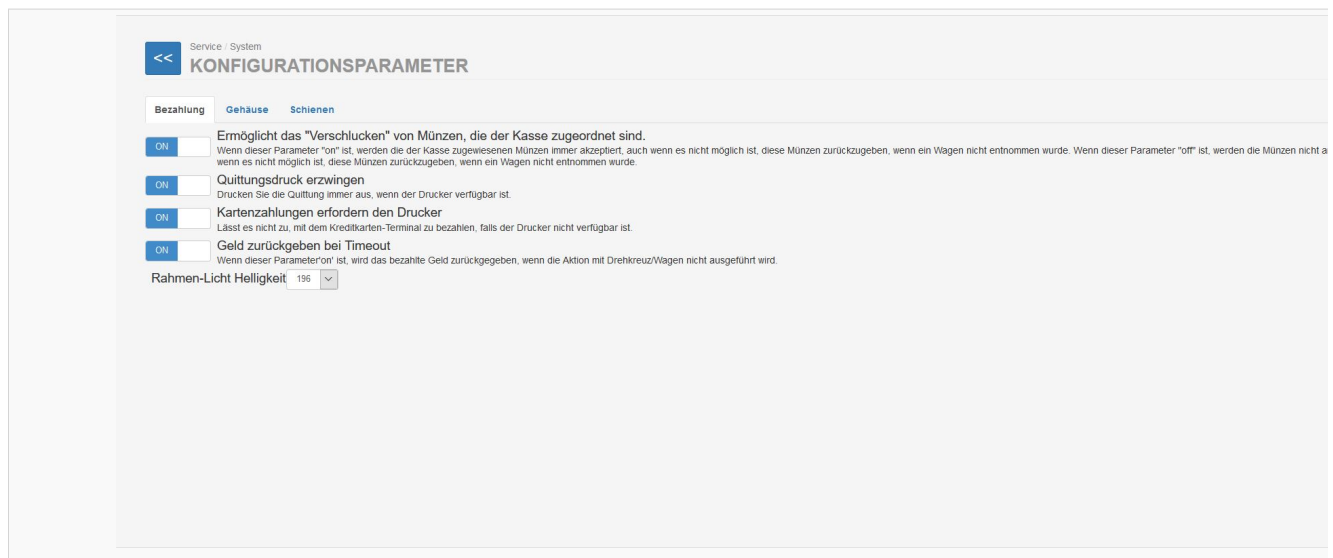 <<
Service / System
KONFIGURATIONSPARAMETER
Bezahlung Gehäuse Schienen
ON
Ermöglicht das "Verschlucken" von Münzen, die der Kasse zugeordnet sind.
Wenn dieser Parameter "on" ist, werden die der Kasse zugewiesenen Münzen immer akzeptiert, auch wenn es nicht möglich ist, diese Münzen zurückzugeben, wenn ein Wagen nicht entnommen wurde. Wenn dieser Parameter "off" ist, werden die Münzen nicht
wenn es nicht möglich ist, diese Münzen zurückzugeben, wenn ein Wagen nicht entnommen wurde.
ON
Quittungsdruck erzwingen
Drucken Sie die Quittung immer aus, wenn der Drucker verfügbar ist.
ON
Kartenzahlungen erfordern den Drucker
Lässt es nicht zu, mit dem Kreditkarten-Terminal zu bezahlen, falls der Drucker nicht verfügbar ist.
ON
Geld zurückgeben bei Timeout
Wenn dieser Parameter'on' ist, wird das bezahlte Geld zurückgegeben, wenn die Aktion mit Drehkreuz/Wagen nicht ausgeführt wird.
Rahmen-Licht Helligkeit 196